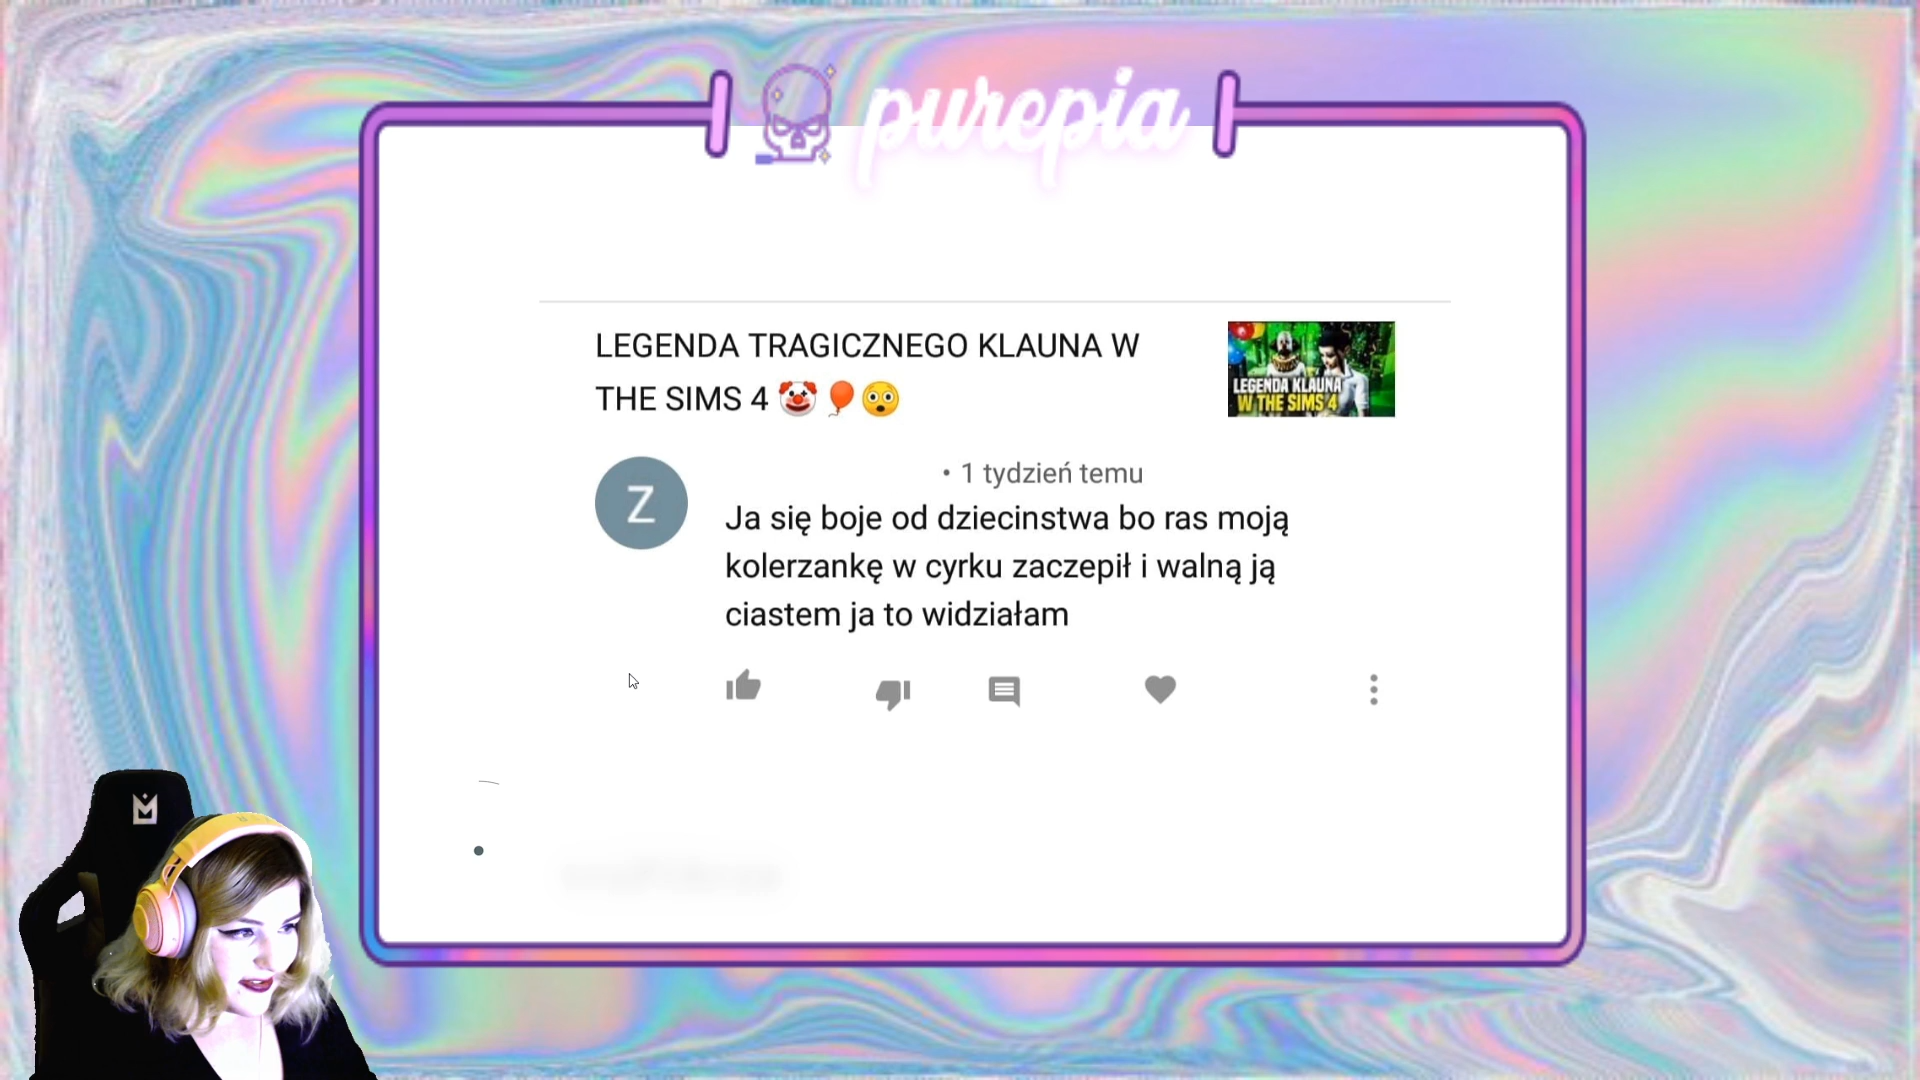 purepia
LEGENDA TRAGICZNEGO KLAUNA W
THE SIMS 4 🤡🎈😧
LEGENDA KLAUNA
W THE SIMS 4
Z
• 1 tydzień temu
Ja się boje od dziecinstwa bo ras moją
kolerzankę w cyrku zaczepił i walną ją
ciastem ja to widziałam